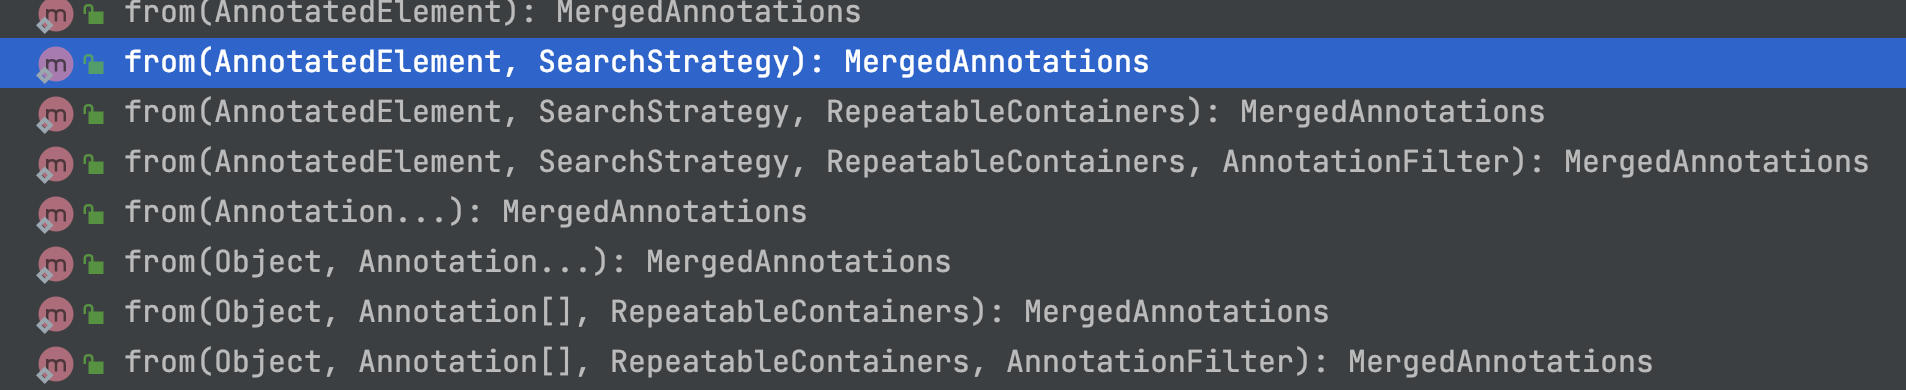 from(AnnotatedElement): MergedAnnotations
from(AnnotatedElement, SearchStrategy): MergedAnnotations
from(AnnotatedElement, SearchStrategy, RepeatableContainers): MergedAnnotations
from(AnnotatedElement, SearchStrategy, RepeatableContainers, AnnotationFilter): MergedAnnotations
from(Annotation...): MergedAnnotations
from(Object, Annotation...): MergedAnnotations
from(Object, Annotation[], RepeatableContainers): MergedAnnotations
from(Object, Annotation[], RepeatableContainers, AnnotationFilter): MergedAnnotations